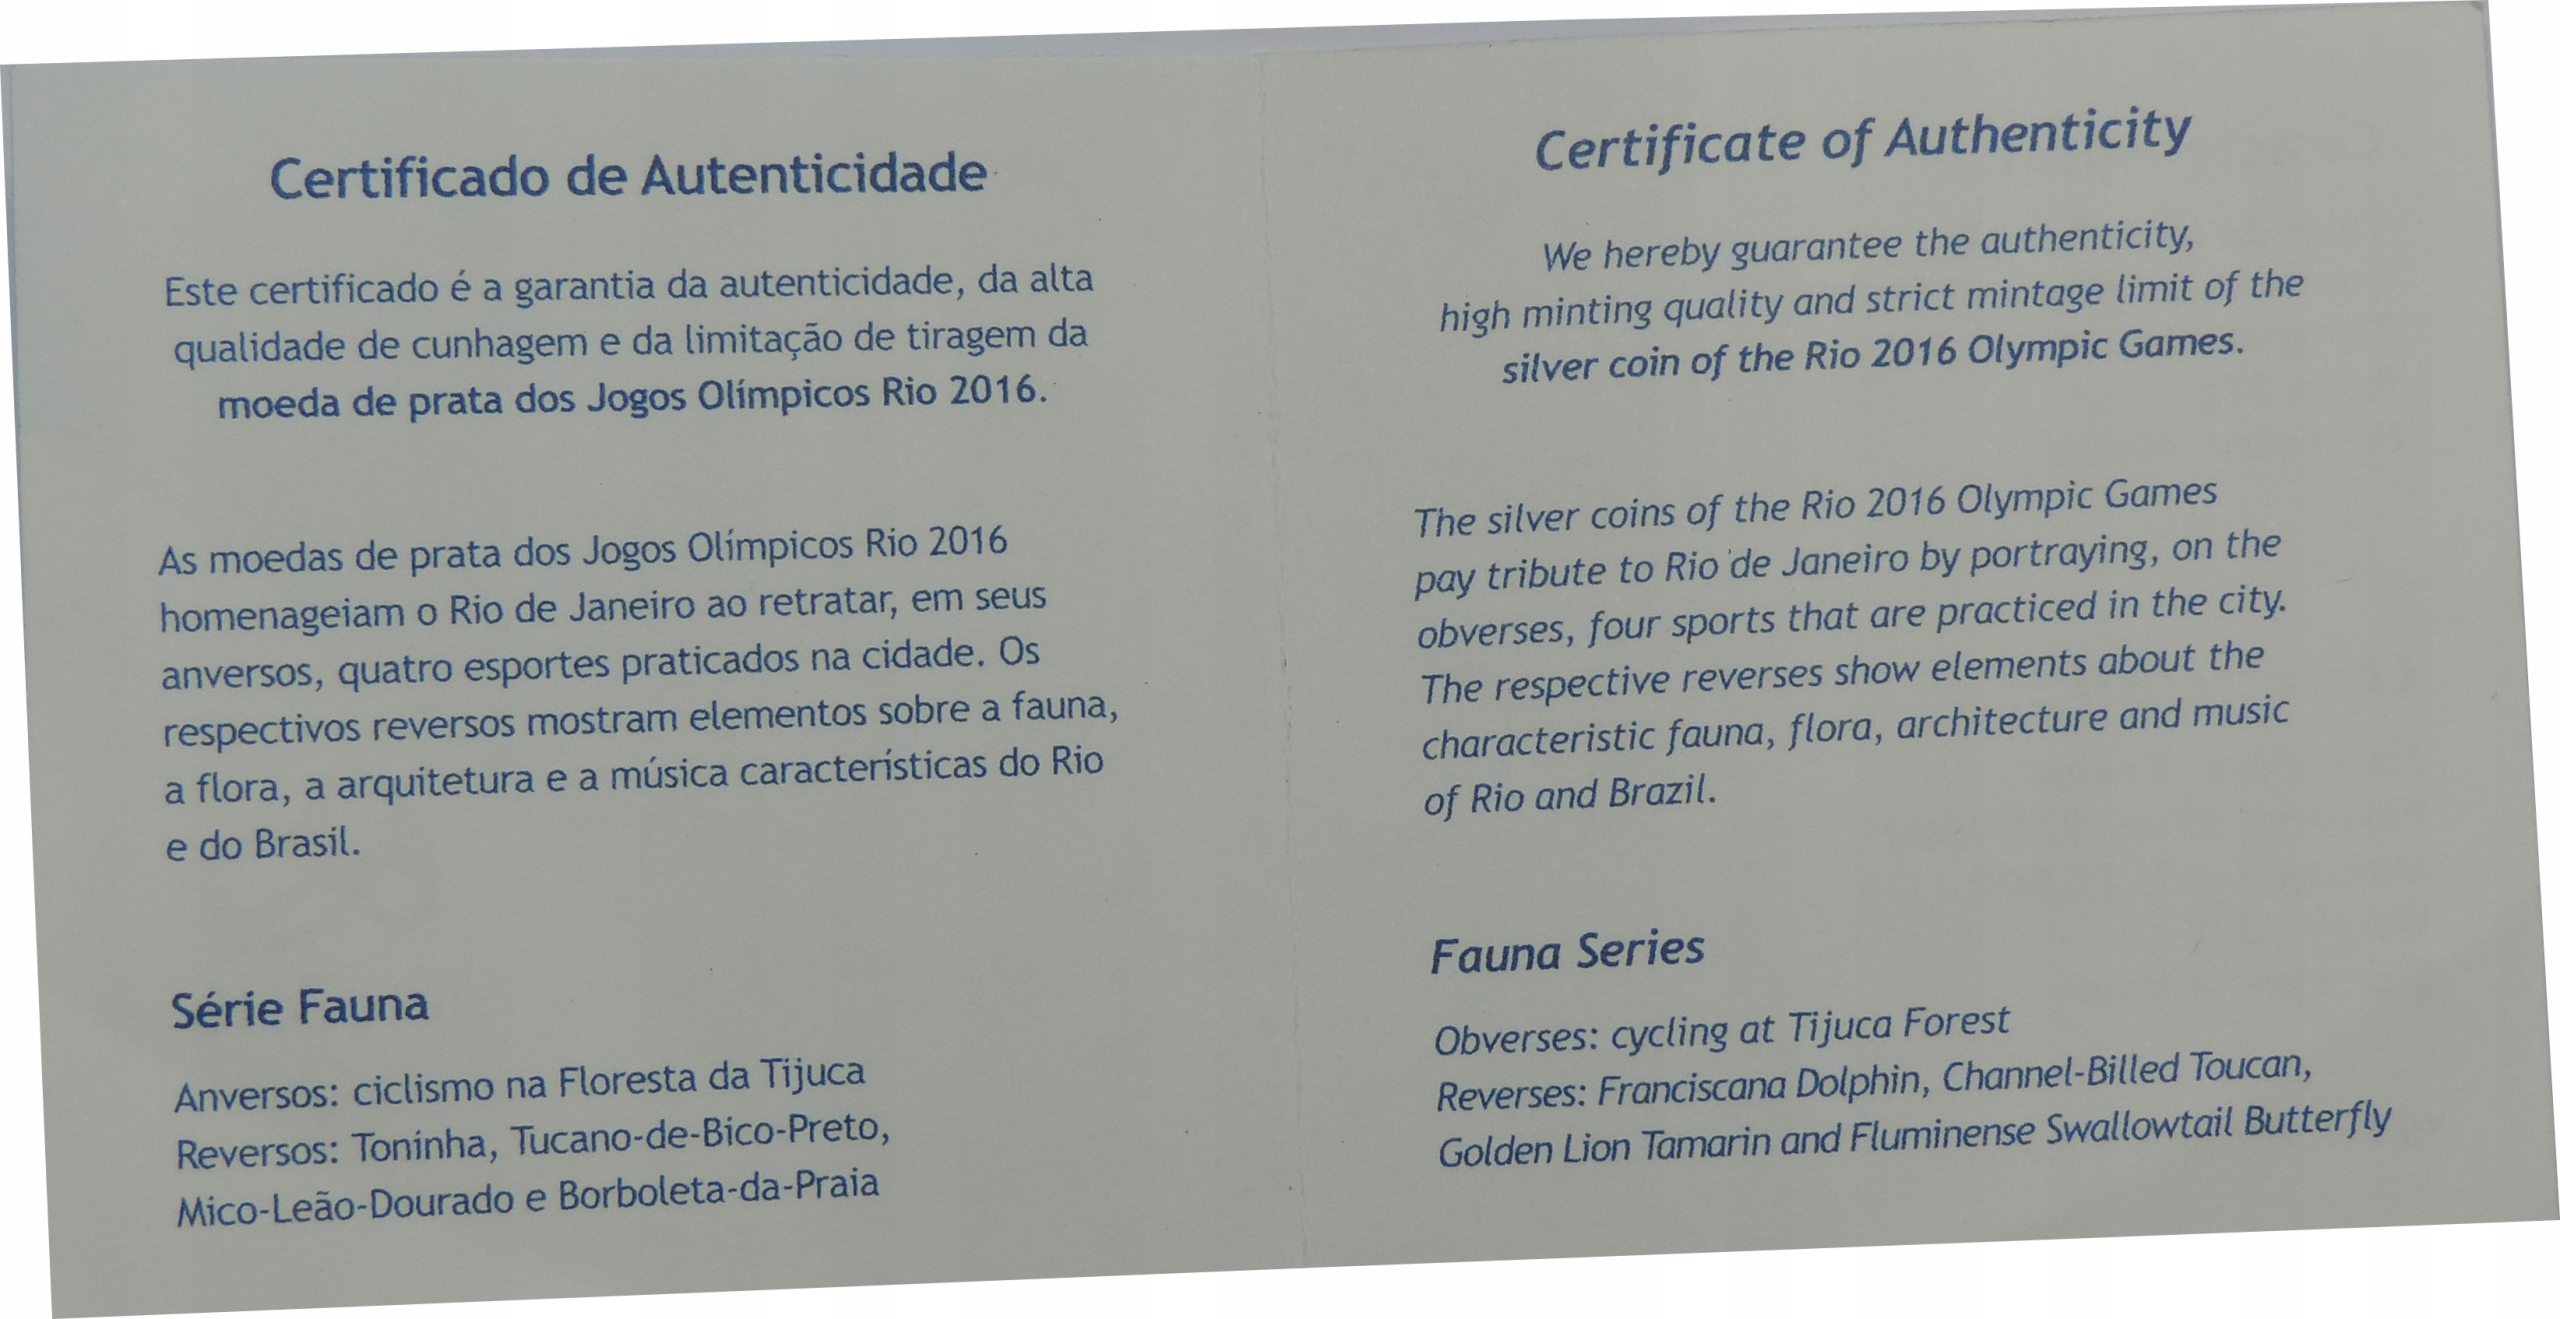 Certificado de Autenticidade
Este certificado é a garantia da autenticidade, da alta
qualidade de cunhagem e da limitação de tiragem da
moeda de prata dos Jogos Olímpicos Rio 2016.
As moedas de prata dos Jogos Olímpicos Rio 2016
homenageiam o Rio de Janeiro ao retratar, em seus
anversos, quatro esportes praticados na cidade. Os
respectivos reversos mostram elementos sobre a fauna,
a flora, a arquitetura e a música características do Rio
e do Brasil.
Série Fauna
Anversos: ciclismo na Floresta da Tijuca
Reversos: Toninha, Tucano-de-Bico-Preto,
Mico-Leão-Dourado e Borboleta-da-Praia
Certificate of Authenticity
We hereby guarantee the authenticity,
high minting quality and strict mintage limit of the
silver coin of the Rio 2016 Olympic Games.
The silver coins of the Rio 2016 Olympic Games
pay tribute to Rio de Janeiro by portraying, on the
obverses, four sports that are practiced in the city.
The respective reverses show elements about the
characteristic fauna, flora, architecture and music
of Rio and Brazil.
Fauna Series
Obverses: cycling at Tijuca Forest
Reverses: Franciscana Dolphin, Channel-Billed Toucan,
Golden Lion Tamarin and Fluminense Swallowtail Butterfly